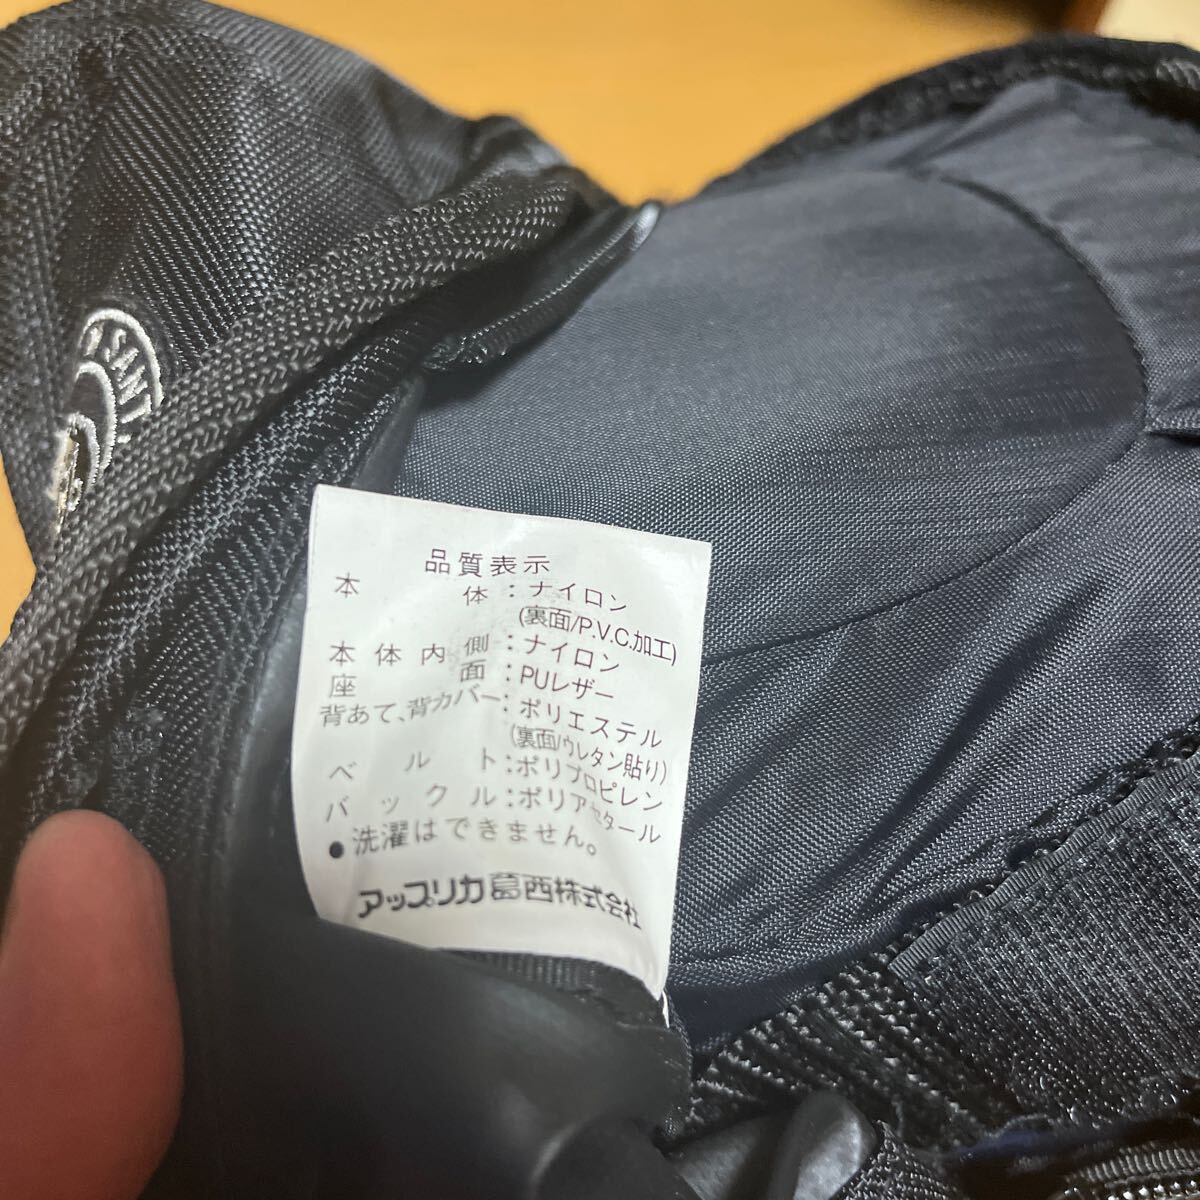 SANT
品質表示
本体：ナイロン
(裏面/P.V.C.加工)
本体内側：ナイロン
座面：PUレザー
背あて、背カバー：ポリエステル
(裏面/ウレタン貼り)
ベルト：ポリプロピレン
バックル：ポリアセタール
●洗濯はできません。
アップリカ葛西株式会社